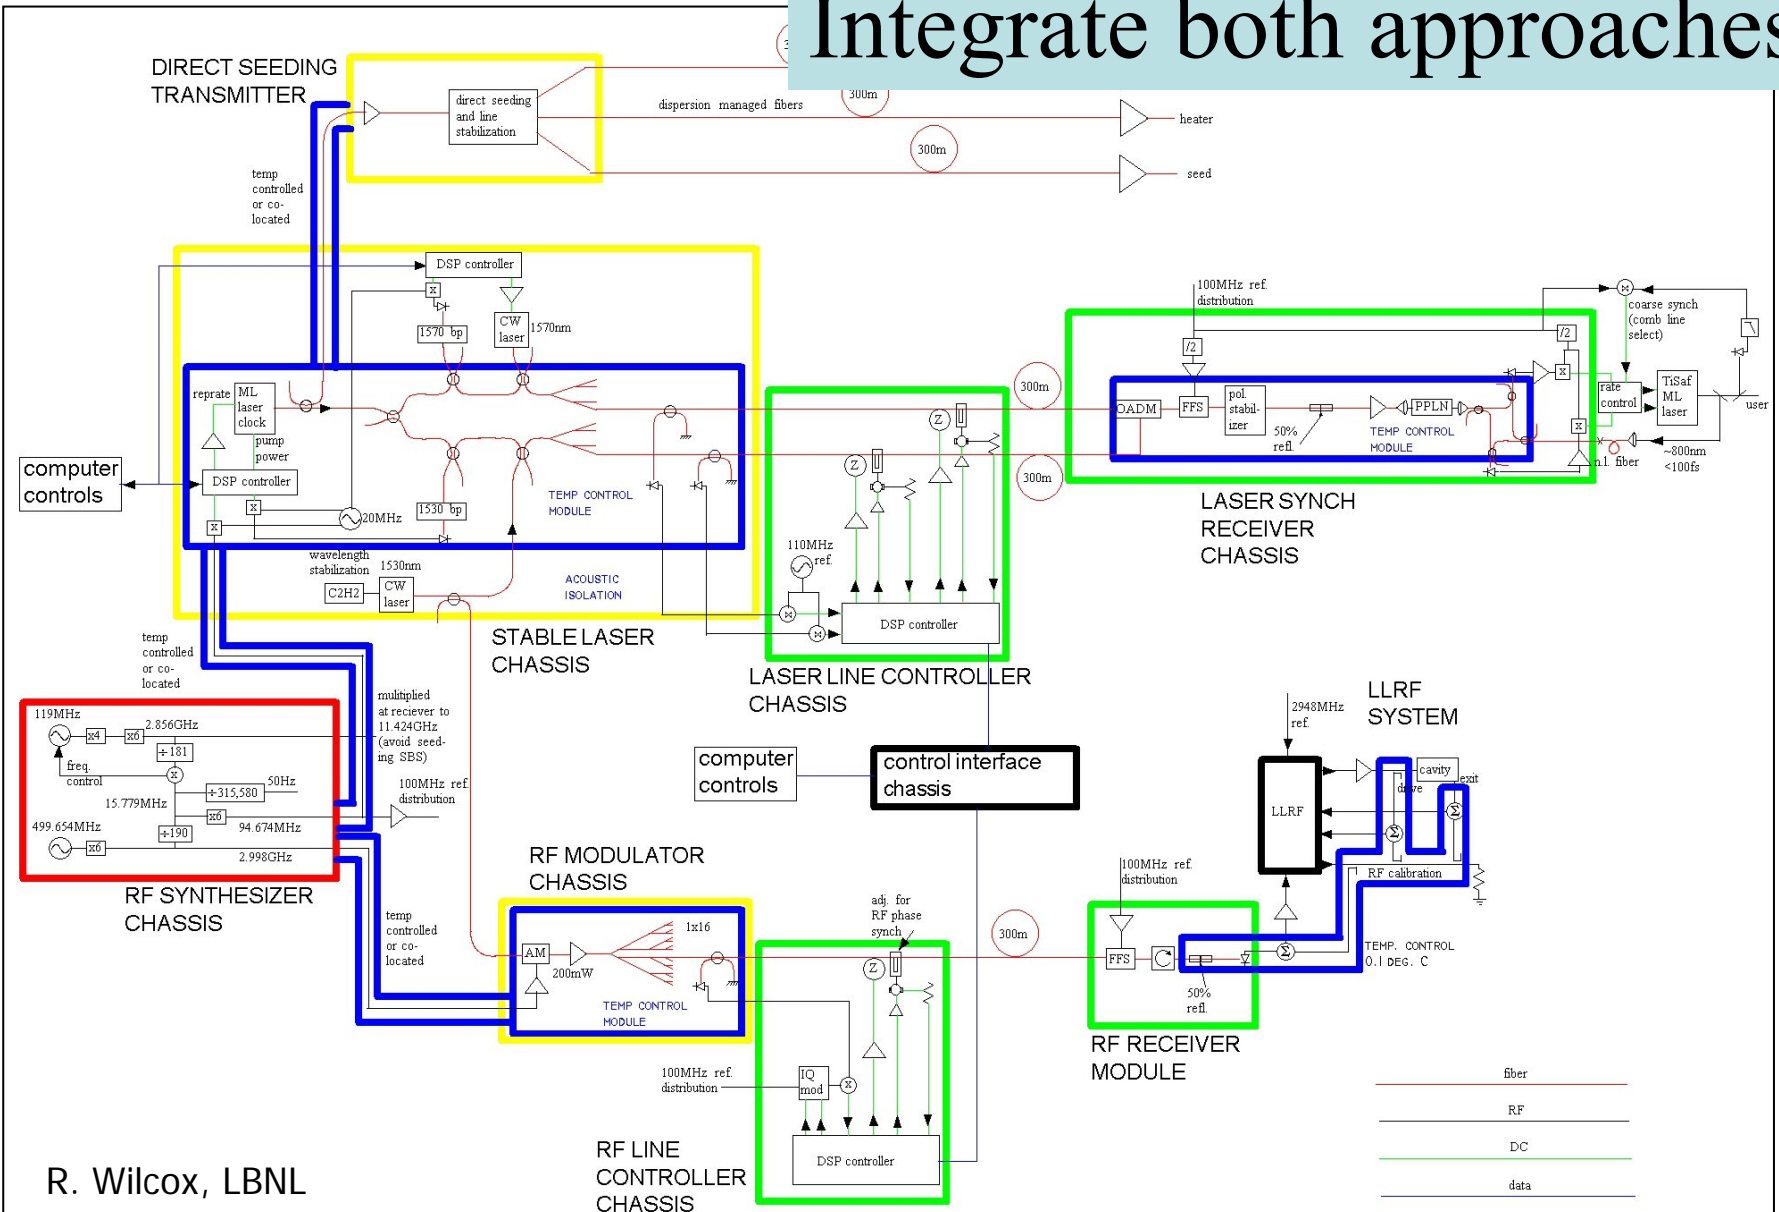 Integrate both approaches
DIRECT SEEDING
TRANSMITTER
direct seeding
and line
stabilization
dispersion managed fibers
300m
heater
300m
seed
temp
controlled
or co-
located
DSP controller
x
1570 bp
CW
laser
1570nm
reprate
ML
laser
clock
pump
power
DSP controller
x
x
20MHz
1530 bp
TEMP CONTROL
MODULE
wavelength
stabilization
1530nm
C2H2
CW
laser
ACOUSTIC
ISOLATION
STABLE LASER
CHASSIS
computer
controls
Z
Z
110MHz
ref.
x
x
DSP controller
LASER LINE CONTROLLER
CHASSIS
300m
300m
100MHz ref.
distribution
/2
OADM
FFS
pol.
stabil-
izer
50%
refl.
PPLN
TEMP CONTROL
MODULE
/2
x
x
x
coarse synch
(comb line
select)
rate
control
TiSaf
ML
laser
user
n.l. fiber
~800nm
<100fs
LASER SYNCH
RECEIVER
CHASSIS
temp
controlled
or co-
located
mulitiplied
at reciever to
11.424GHz
(avoid seed-
ing SBS)
119MHz
x4
x6
2.856GHz
÷181
freq.
control
x
÷315,580
50Hz
15.779MHz
x6
94.674MHz
÷190
499.654MHz
x6
2.998GHz
100MHz ref.
distribution
RF SYNTHESIZER
CHASSIS
computer
controls
control interface
chassis
LLRF
SYSTEM
2948MHz
ref.
LLRF
cavity
drive
exit
Σ
Σ
RF calibration
Σ
TEMP. CONTROL
0.1 DEG. C
RF MODULATOR
CHASSIS
temp
controlled
or co-
located
AM
200mW
1x16
TEMP CONTROL
MODULE
adj. for
RF phase
synch
Z
300m
100MHz ref.
distribution
FFS
50%
refl.
RF RECEIVER
MODULE
100MHz ref.
distribution
IQ
mod
x
DSP controller
RF LINE
CONTROLLER
CHASSIS
fiber
RF
DC
data
R. Wilcox, LBNL